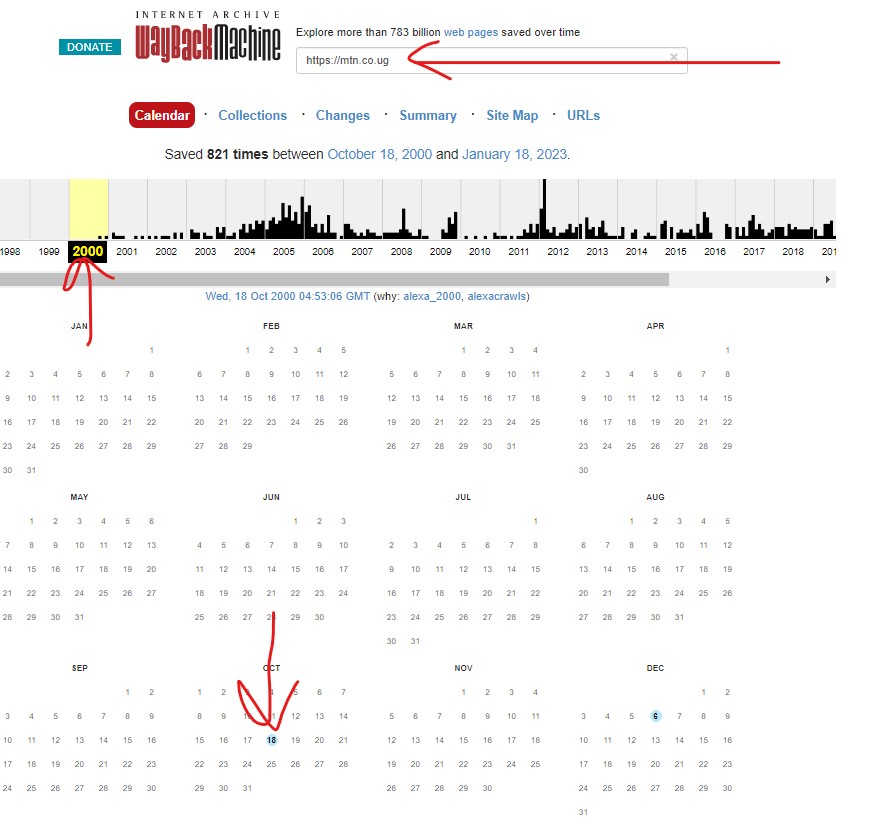 INTERNET ARCHIVE
DONATE
WayBackMachine
Explore more than 783 billion web pages saved over time
https://mtn.co.ug ×
Calendar · Collections · Changes · Summary · Site Map · URLs
Saved 821 times between October 18, 2000 and January 18, 2023.
1998 1999 2000 2001 2002 2003 2004 2005 2006 2007 2008 2009 2010 2011 2012 2013 2014 2015 2016 2017 2018 201
Wed, 18 Oct 2000 04:53:06 GMT (why: alexa_2000, alexacrawls)
JAN FEB MAR APR
1 1 2 3 4 5 1 2 3 4 1
2 3 4 5 6 7 8 6 7 8 9 10 11 12 5 6 7 8 9 10 11 2 3 4 5 6 7 8
9 10 11 12 13 14 15 13 14 15 16 17 18 19 12 13 14 15 16 17 18 9 10 11 12 13 14 15
16 17 18 19 20 21 22 20 21 22 23 24 25 26 19 20 21 22 23 24 25 16 17 18 19 20 21 22
23 24 25 26 27 28 29 27 28 29 26 27 28 29 30 31 23 24 25 26 27 28 29
30 31 30
MAY JUN JUL AUG
1 2 3 4 5 6 1 2 3 1 1 2 3 4 5
7 8 9 10 11 12 13 4 5 6 7 8 9 10 2 3 4 5 6 7 8 6 7 8 9 10 11 12
14 15 16 17 18 19 20 11 12 13 14 15 16 17 9 10 11 12 13 14 15 13 14 15 16 17 18 19
21 22 23 24 25 26 27 18 19 20 21 22 23 24 16 17 18 19 20 21 22 20 21 22 23 24 25 26
28 29 30 31 25 26 27 28 29 30 23 24 25 26 27 28 29 27 28 29 30 31
30 31
SEP OCT NOV DEC
1 2 1 2 3 4 5 6 7 1 2 3 4 1 2
3 4 5 6 7 8 9 8 9 10 11 12 13 14 5 6 7 8 9 10 11 3 4 5 6 7 8 9
10 11 12 13 14 15 16 15 16 17 18 19 20 21 12 13 14 15 16 17 18 10 11 12 13 14 15 16
17 18 19 20 21 22 23 22 23 24 25 26 27 28 19 20 21 22 23 24 25 17 18 19 20 21 22 23
24 25 26 27 28 29 30 29 30 31 26 27 28 29 30 24 25 26 27 28 29 30
31